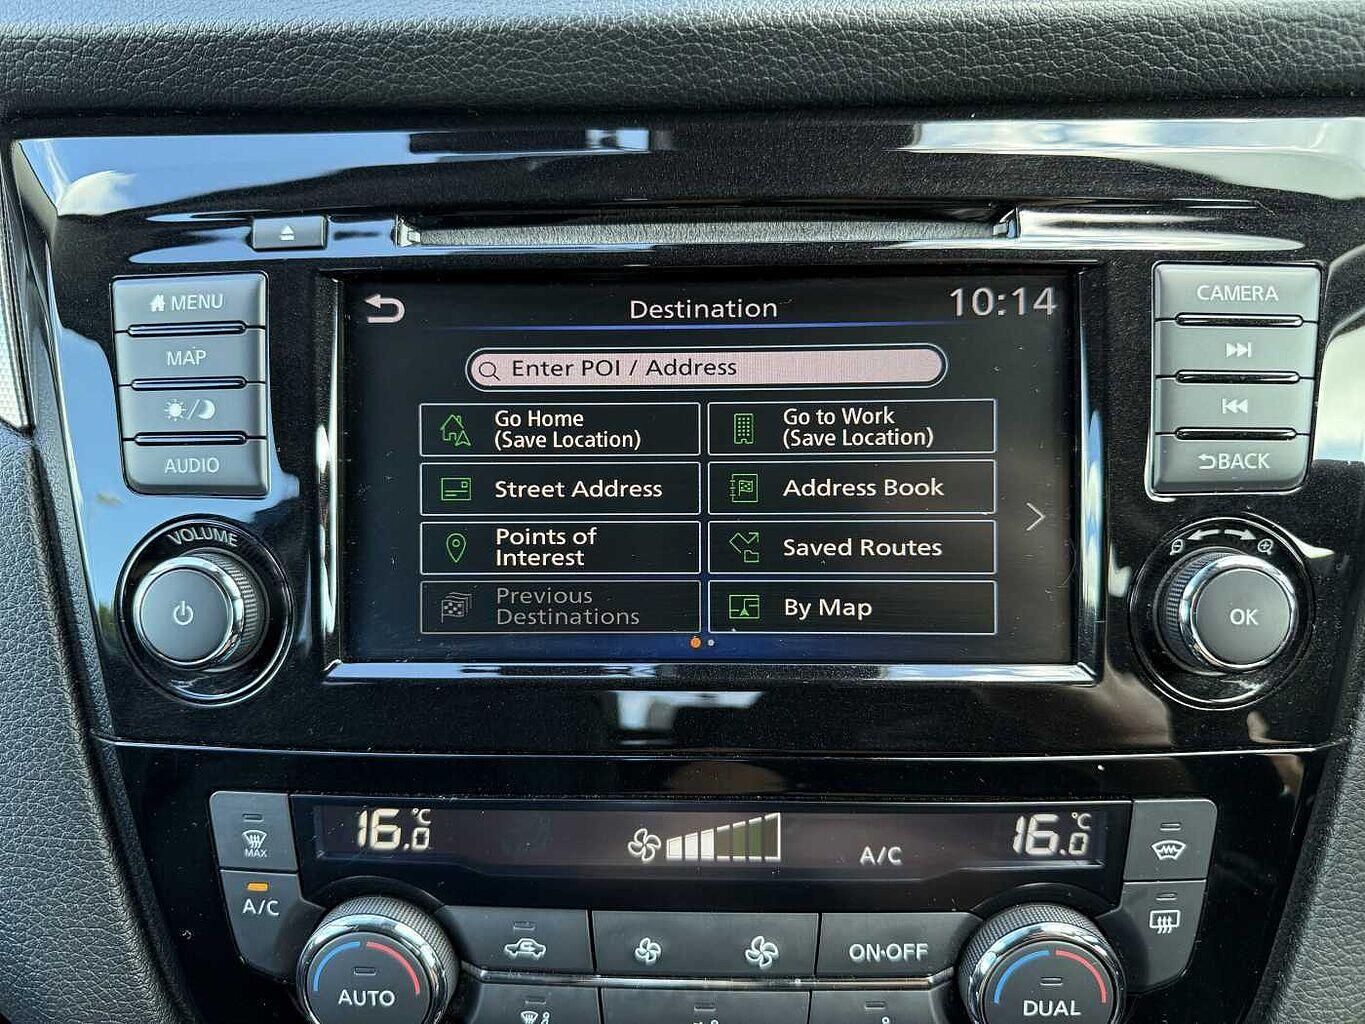 MENU
MAP
AUDIO
VOLUME
Destination
10:14
Enter POI / Address
Go Home
(Save Location)
Go to Work
(Save Location)
Street Address
Address Book
Points of
Interest
Saved Routes
Previous
Destinations
By Map
CAMERA
BACK
OK
MAX
16.0 °C
A/C
16.0 °C
A/C
ON·OFF
AUTO
DUAL